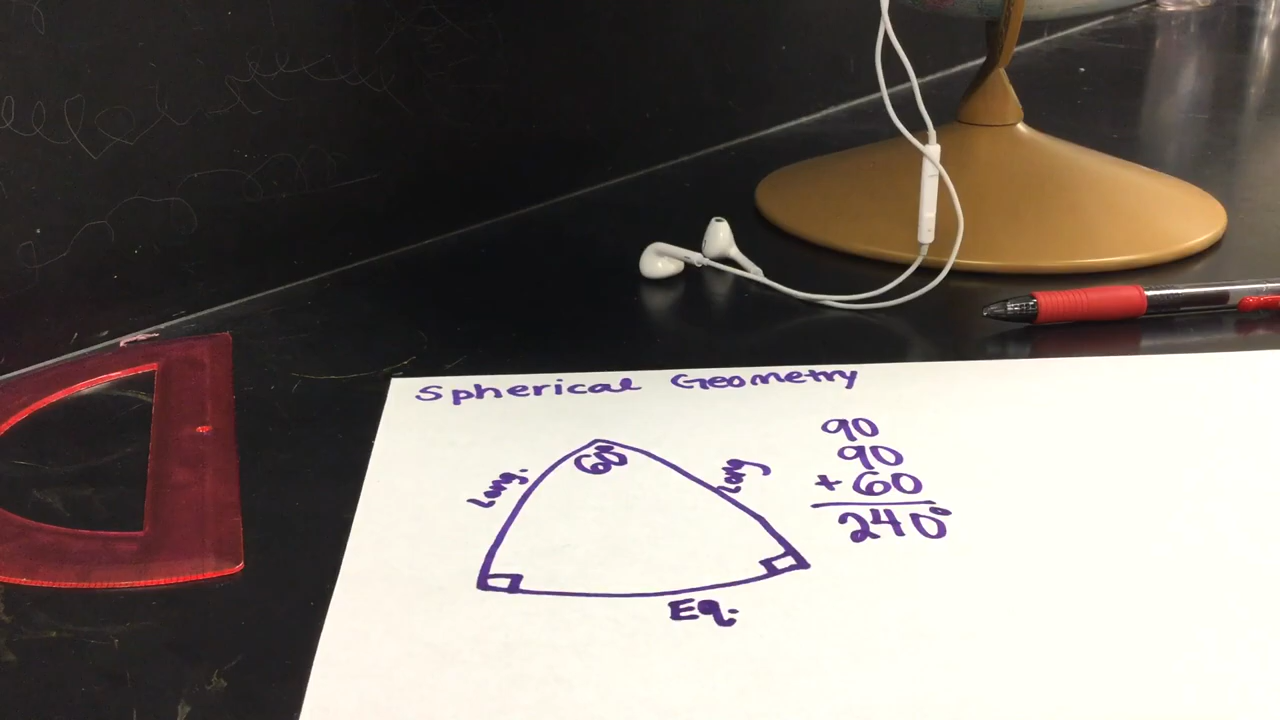 Spherical Geometry
60°
Long.
Long
Eq.
90
90
+ 60
240°